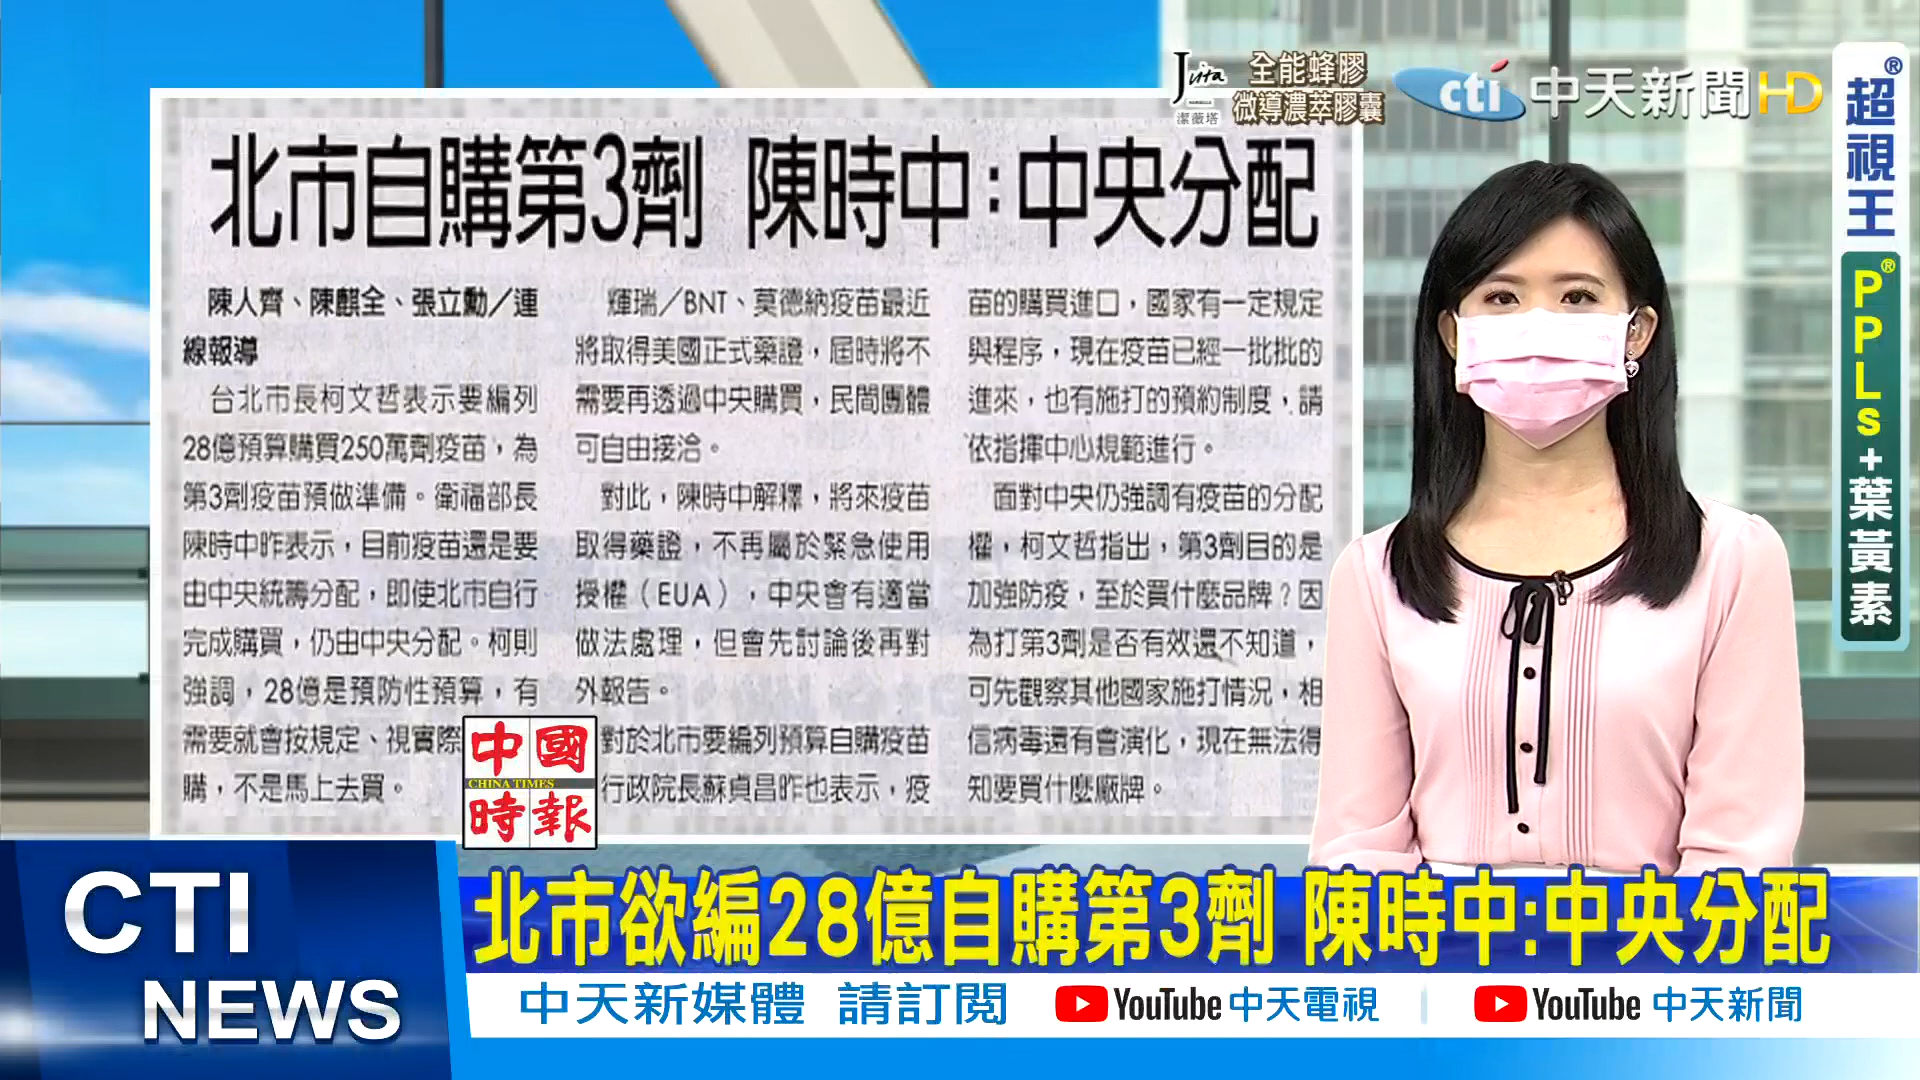 北市自購第3劑 陳時中：中央分配
陳人齊、陳麒全、張立勳／連
線報導
台北市長柯文哲表示要編列
28億預算購買250萬劑疫苗，為
第3劑疫苗預做準備。衛福部長
陳時中昨表示，目前疫苗還是要
由中央統籌分配，即使北市自行
完成購買，仍由中央分配。柯則
強調，28億是預防性預算，有
需要就會按規定、視實際
購，不是馬上去買。
輝瑞／BNT、莫德納疫苗最近
將取得美國正式藥證，屆時將不
需要再透過中央購買，民間團體
可自由接洽。
對此，陳時中解釋，將來疫苗
取得藥證，不再屬於緊急使用
授權（EUA），中央會有適當
做法處理，但會先討論後再對
外報告。
對於北市要編列預算自購疫苗
行政院長蘇貞昌昨也表示，疫
苗的購買進口，國家有一定規定
與程序，現在疫苗已經一批批的
進來，也有施打的預約制度，請
依指揮中心規範進行。
面對中央仍強調有疫苗的分配
權，柯文哲指出，第3劑目的是
加強防疫，至於買什麼品牌？因
為打第3劑是否有效還不知道，
可先觀察其他國家施打情況，相
信病毒還有會演化，現在無法得
知要買什麼廠牌。
中國
CHINA TIMES
時報
Jvita
潔薇塔
全能蜂膠
微導濃萃膠囊
cti 中天新聞HD
超視王®
PPLs®+葉黃素
CTI
NEWS
北市欲編28億自購第3劑 陳時中:中央分配
中天新媒體 請訂閱 YouTube 中天電視 YouTube 中天新聞